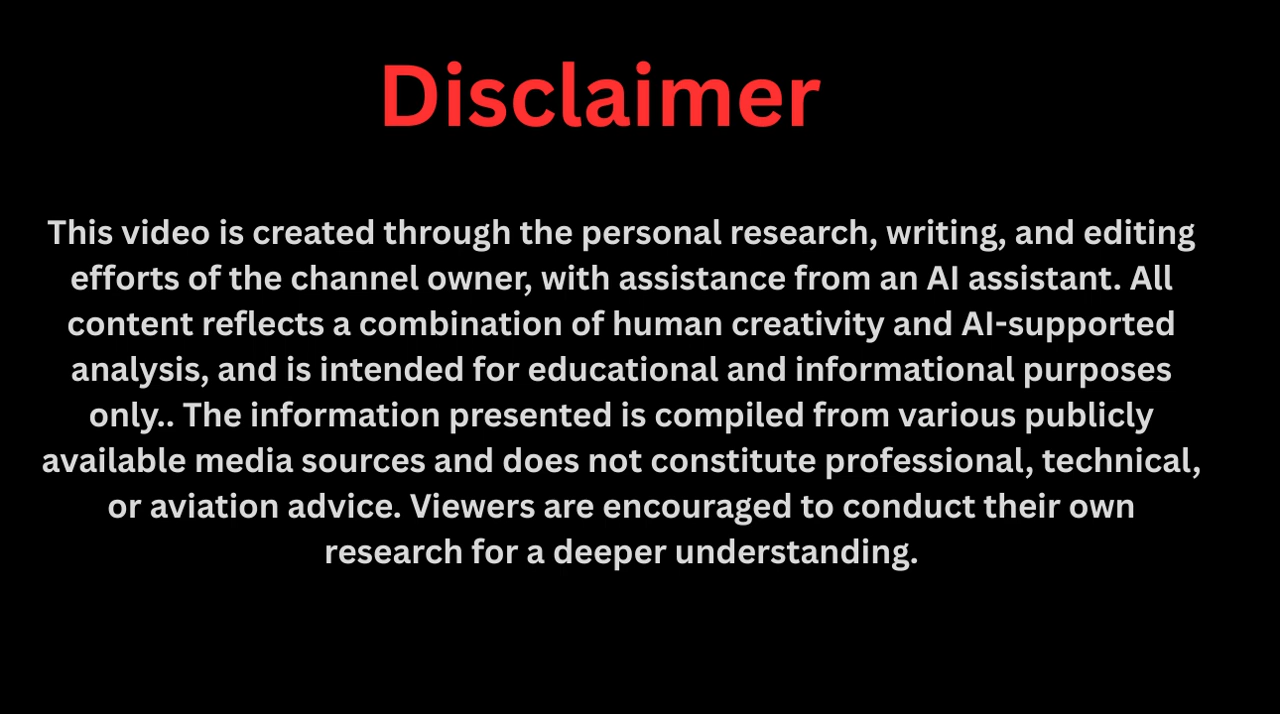 Disclaimer
This video is created through the personal research, writing, and editing
efforts of the channel owner, with assistance from an AI assistant. All
content reflects a combination of human creativity and AI-supported
analysis, and is intended for educational and informational purposes
only.. The information presented is compiled from various publicly
available media sources and does not constitute professional, technical,
or aviation advice. Viewers are encouraged to conduct their own
research for a deeper understanding.